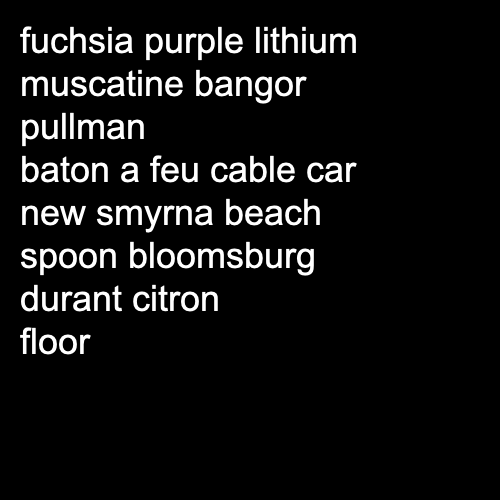 fuchsia purple lithium
muscatine bangor
pullman
baton a feu cable car
new smyrna beach
spoon bloomsburg
durant citron
floor